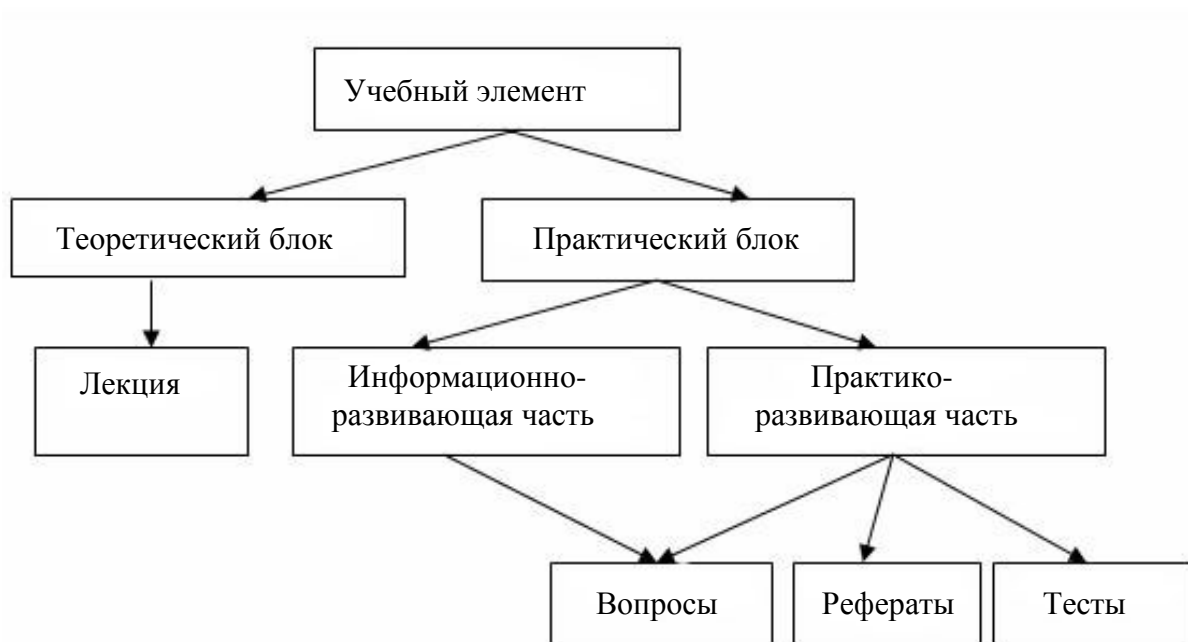 Учебный элемент
Теоретический блок
Практический блок
Лекция
Информационно-
развивающая часть
Практико-
развивающая часть
Вопросы
Рефераты
Тесты